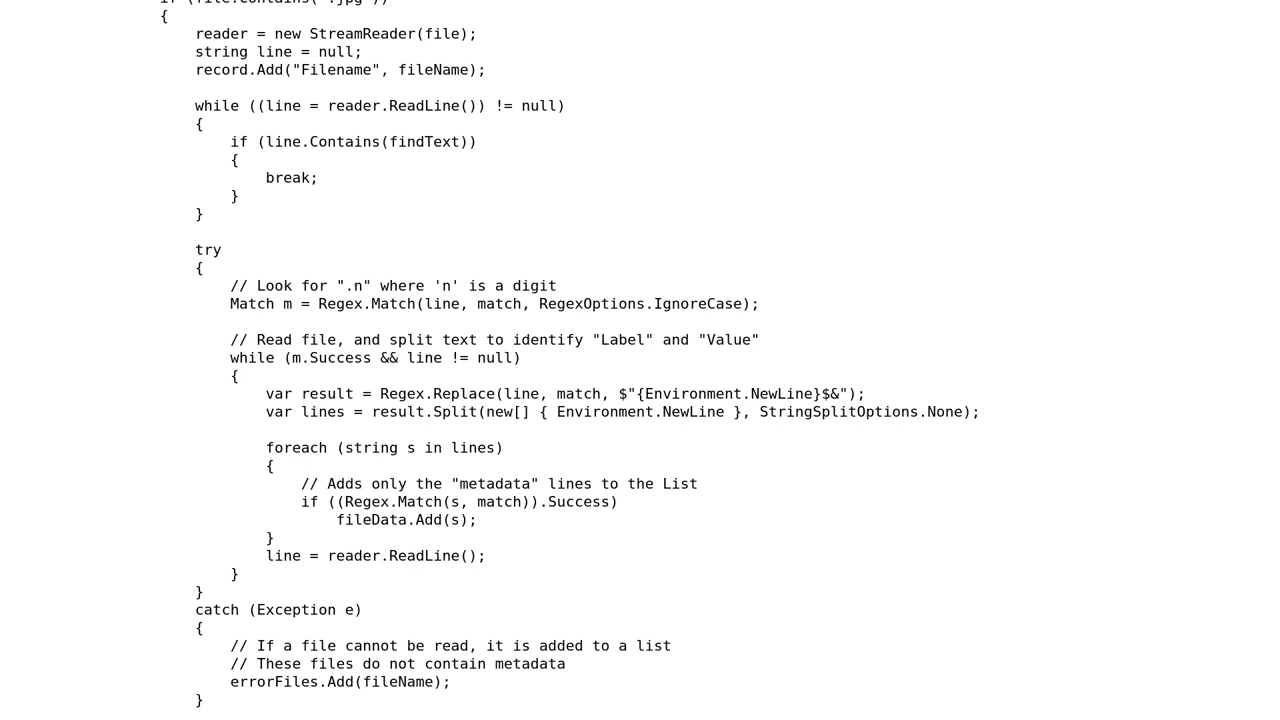 if (file.Contains(".jpg"))
{
reader = new StreamReader(file);
string line = null;
record.Add("Filename", fileName);
while ((line = reader.ReadLine()) != null)
{
if (line.Contains(findText))
{
break;
}
}
try
{
// Look for ".n" where 'n' is a digit
Match m = Regex.Match(line, match, RegexOptions.IgnoreCase);
// Read file, and split text to identify "Label" and "Value"
while (m.Success && line != null)
{
var result = Regex.Replace(line, match, $"{Environment.NewLine}$&");
var lines = result.Split(new[] { Environment.NewLine }, StringSplitOptions.None);
foreach (string s in lines)
{
// Adds only the "metadata" lines to the List
if ((Regex.Match(s, match)).Success)
fileData.Add(s);
}
line = reader.ReadLine();
}
}
catch (Exception e)
{
// If a file cannot be read, it is added to a list
// These files do not contain metadata
errorFiles.Add(fileName);
}